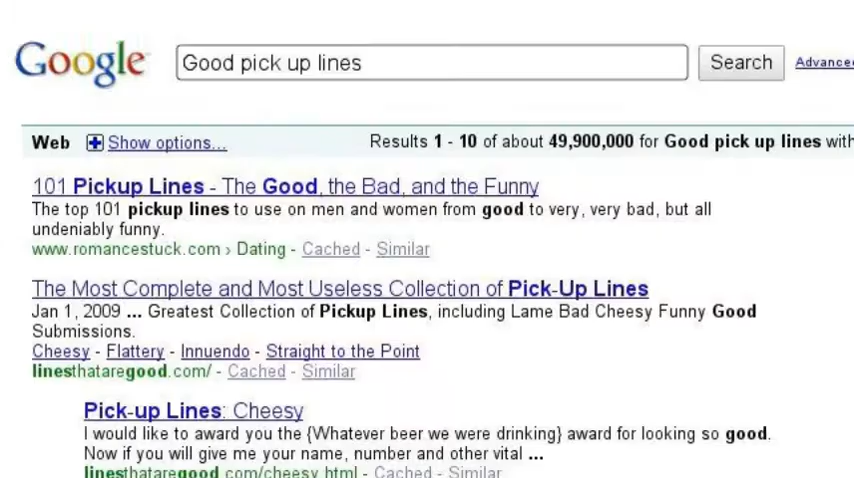 Google Good pick up lines Search Advanced
Web Show options... Results 1 - 10 of about 49,900,000 for Good pick up lines with
101 Pickup Lines - The Good, the Bad, and the Funny
The top 101 pickup lines to use on men and women from good to very, very bad, but all
undeniably funny.
www.romancestuck.com › Dating - Cached - Similar
The Most Complete and Most Useless Collection of Pick-Up Lines
Jan 1, 2009 ... Greatest Collection of Pickup Lines, including Lame Bad Cheesy Funny Good
Submissions.
Cheesy - Flattery - Innuendo - Straight to the Point
linesthataregood.com/ - Cached - Similar
Pick-up Lines: Cheesy
I would like to award you the {Whatever beer we were drinking} award for looking so good.
Now if you will give me your name, number and other vital ...
linesthataregood.com/cheesy.html - Cached - Similar